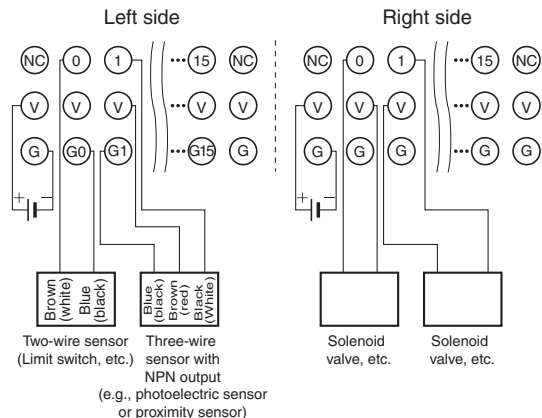 Left side
Right side
NC 0 1 ••• 15 NC
NC 0 1 ••• 15 NC
V V V ••• V V
V V V ••• V V
G G0 G1 ••• G15 G
G G G ••• G G
+ −
+ −
Brown (white)
Blue (black)
Blue (black)
Brown (red)
Black (White)
Two-wire sensor
(Limit switch, etc.)
Three-wire
sensor with
NPN output
(e.g., photoelectric sensor
or proximity sensor)
Solenoid
valve, etc.
Solenoid
valve, etc.